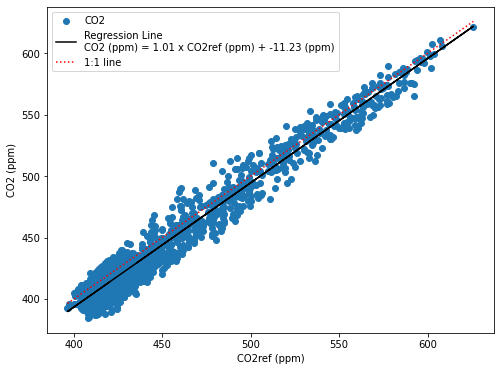 CO2
Regression Line
CO2 (ppm) = 1.01 x CO2ref (ppm) + -11.23 (ppm)
1:1 line
600
550
500
450
400
CO2 (ppm)
400 450 500 550 600
CO2ref (ppm)